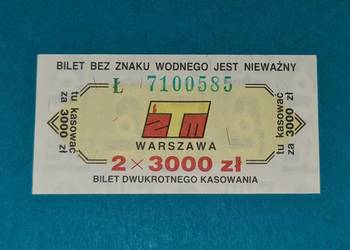 BILET BEZ ZNAKU WODNEGO JEST NIEWAŻNY
Ł 7100585
tu kasować
za 3000 zł
ZTM
WARSZAWA
2 × 3000 zł
tu kasować
za 3000 zł
BILET DWUKROTNEGO KASOWANIA